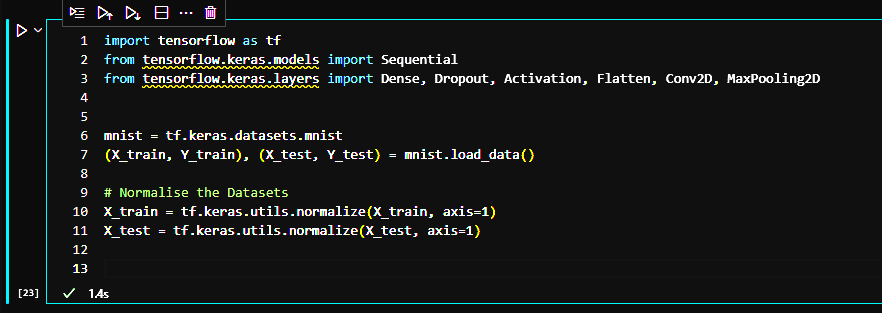 1 import tensorflow as tf
2 from tensorflow.keras.models import Sequential
3 from tensorflow.keras.layers import Dense, Dropout, Activation, Flatten, Conv2D, MaxPooling2D
4
5
6 mnist = tf.keras.datasets.mnist
7 (X_train, Y_train), (X_test, Y_test) = mnist.load_data()
8
9 # Normalise the Datasets
10 X_train = tf.keras.utils.normalize(X_train, axis=1)
11 X_test = tf.keras.utils.normalize(X_test, axis=1)
12
13
[23] 1.4s